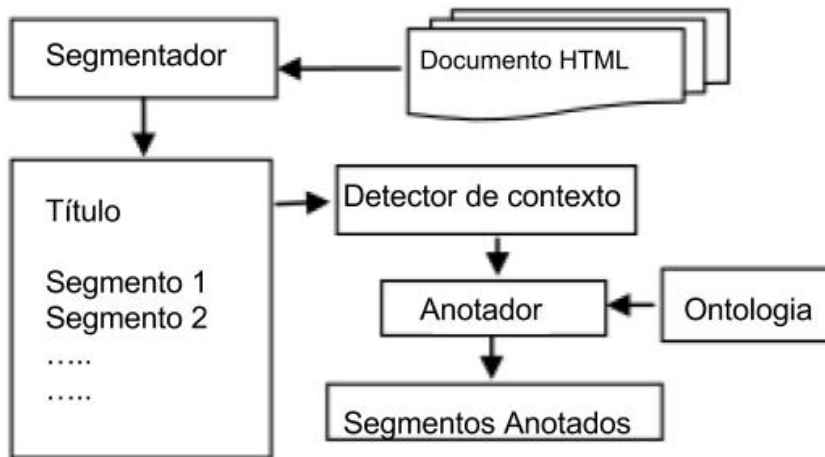 Segmentador
Documento HTML
Título
Segmento 1
Segmento 2
…..
…..
Detector de contexto
Anotador
Ontologia
Segmentos Anotados